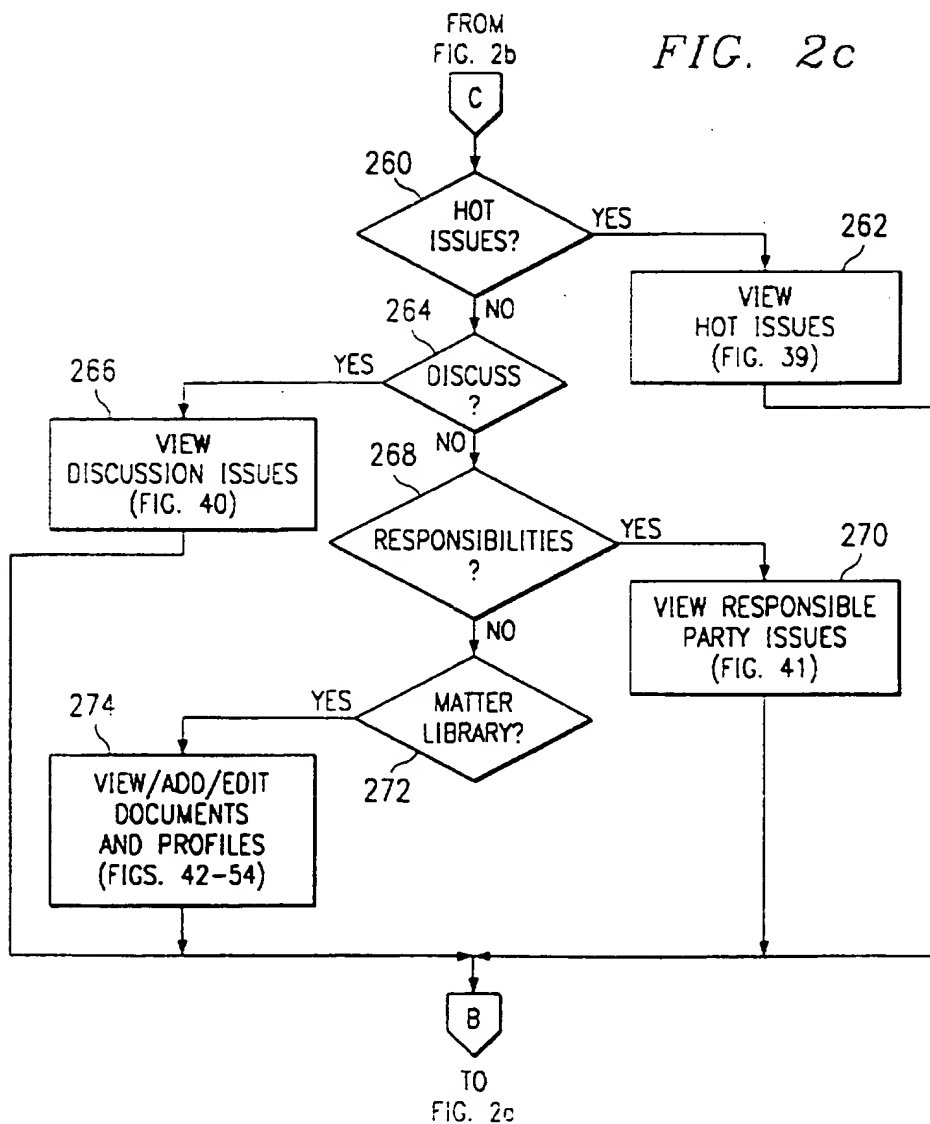 FROM
FIG. 2b
FIG. 2c
C
260
HOT
ISSUES?
YES
262
VIEW
HOT ISSUES
(FIG. 39)
NO
264
YES
DISCUSS
?
266
VIEW
DISCUSSION ISSUES
(FIG. 40)
NO
268
RESPONSIBILITIES
?
YES
270
VIEW RESPONSIBLE
PARTY ISSUES
(FIG. 41)
NO
YES
MATTER
LIBRARY?
272
274
VIEW/ADD/EDIT
DOCUMENTS
AND PROFILES
(FIGS. 42-54)
B
TO
FIG.